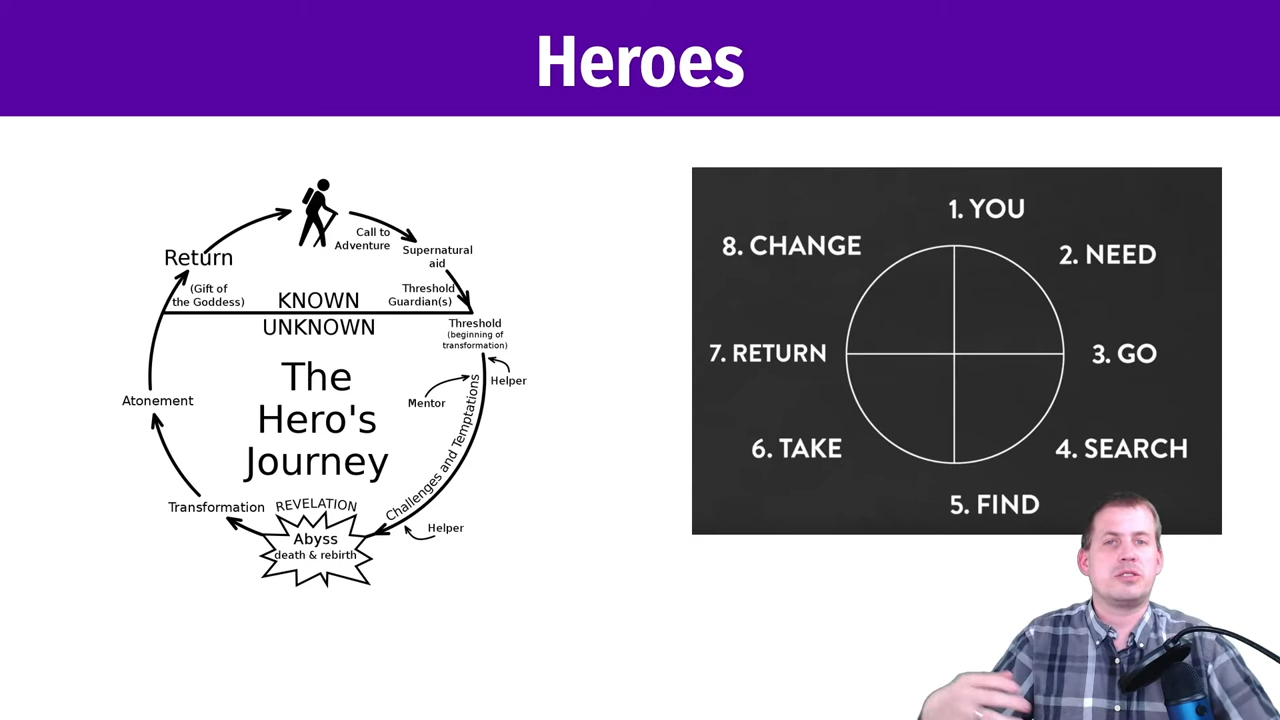 Heroes
Call to
Adventure
Supernatural
aid
Threshold
Guardian(s)
Threshold
(beginning of
transformation)
Helper
Mentor
Challenges and Temptations
Helper
REVELATION
Abyss
death & rebirth
Transformation
Atonement
Return
(Gift of
the Goddess)
KNOWN
UNKNOWN
The
Hero's
Journey
1. YOU
2. NEED
3. GO
4. SEARCH
5. FIND
6. TAKE
7. RETURN
8. CHANGE